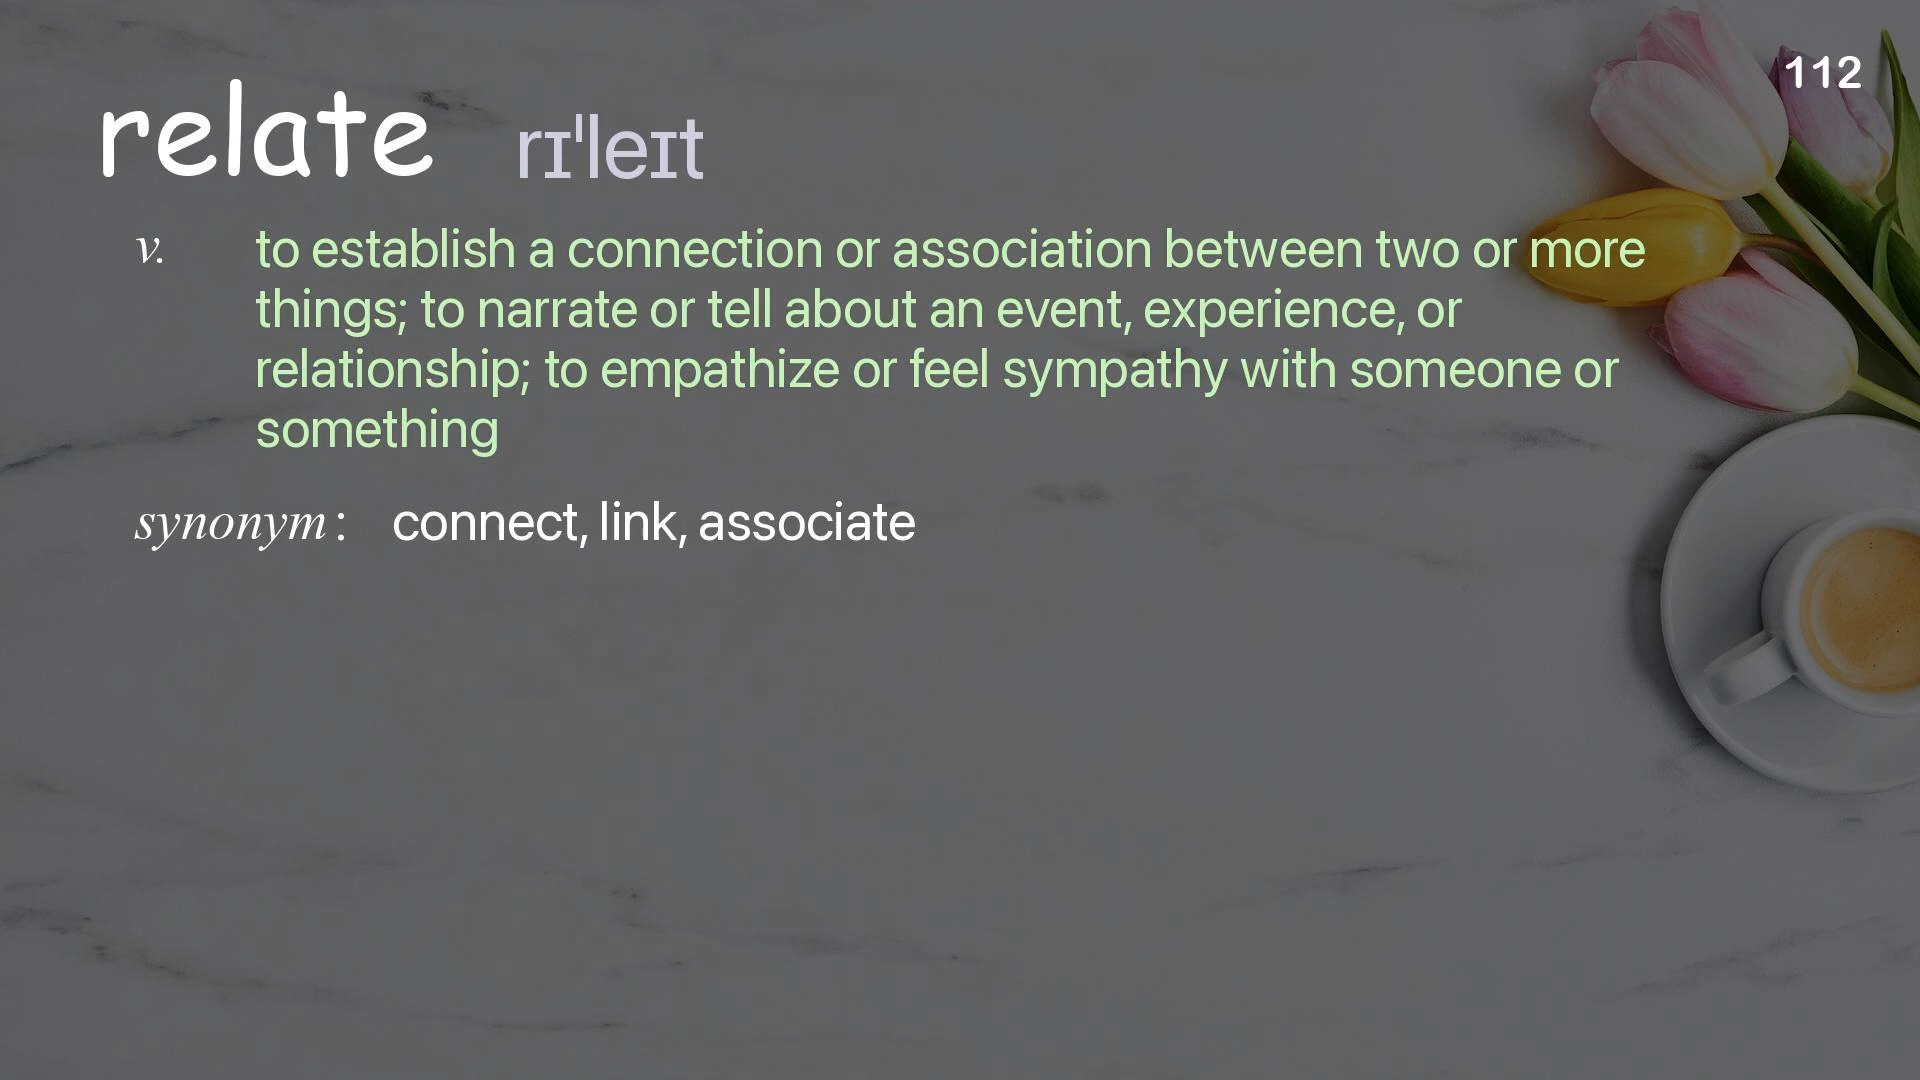 112
relate rɪˈleɪt
v. to establish a connection or association between two or more
things; to narrate or tell about an event, experience, or
relationship; to empathize or feel sympathy with someone or
something
synonym : connect, link, associate